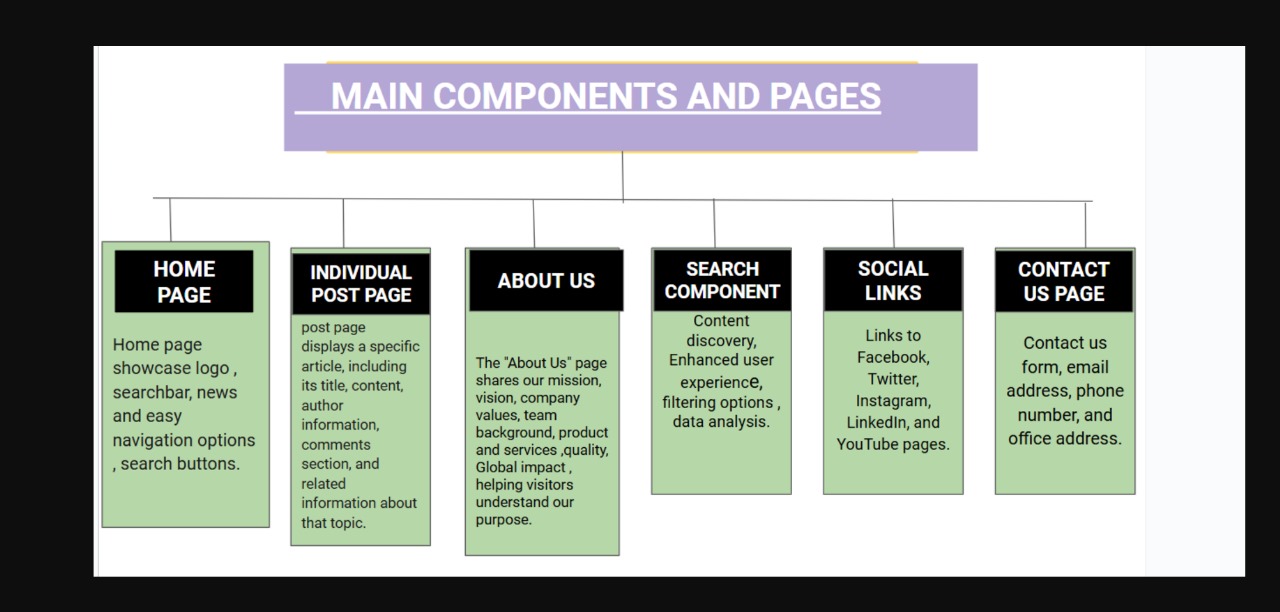 MAIN COMPONENTS AND PAGES
HOME
PAGE
Home page
showcase logo ,
searchbar, news
and easy
navigation options
, search buttons.
INDIVIDUAL
POST PAGE
post page
displays a specific
article, including
its title, content,
author
information,
comments
section, and
related
information about
that topic.
ABOUT US
The "About Us" page
shares our mission,
vision, company
values, team
background, product
and services ,quality,
Global impact ,
helping visitors
understand our
purpose.
SEARCH
COMPONENT
Content
discovery,
Enhanced user
experience,
filtering options ,
data analysis.
SOCIAL
LINKS
Links to
Facebook,
Twitter,
Instagram,
LinkedIn, and
YouTube pages.
CONTACT
US PAGE
Contact us
form, email
address, phone
number, and
office address.